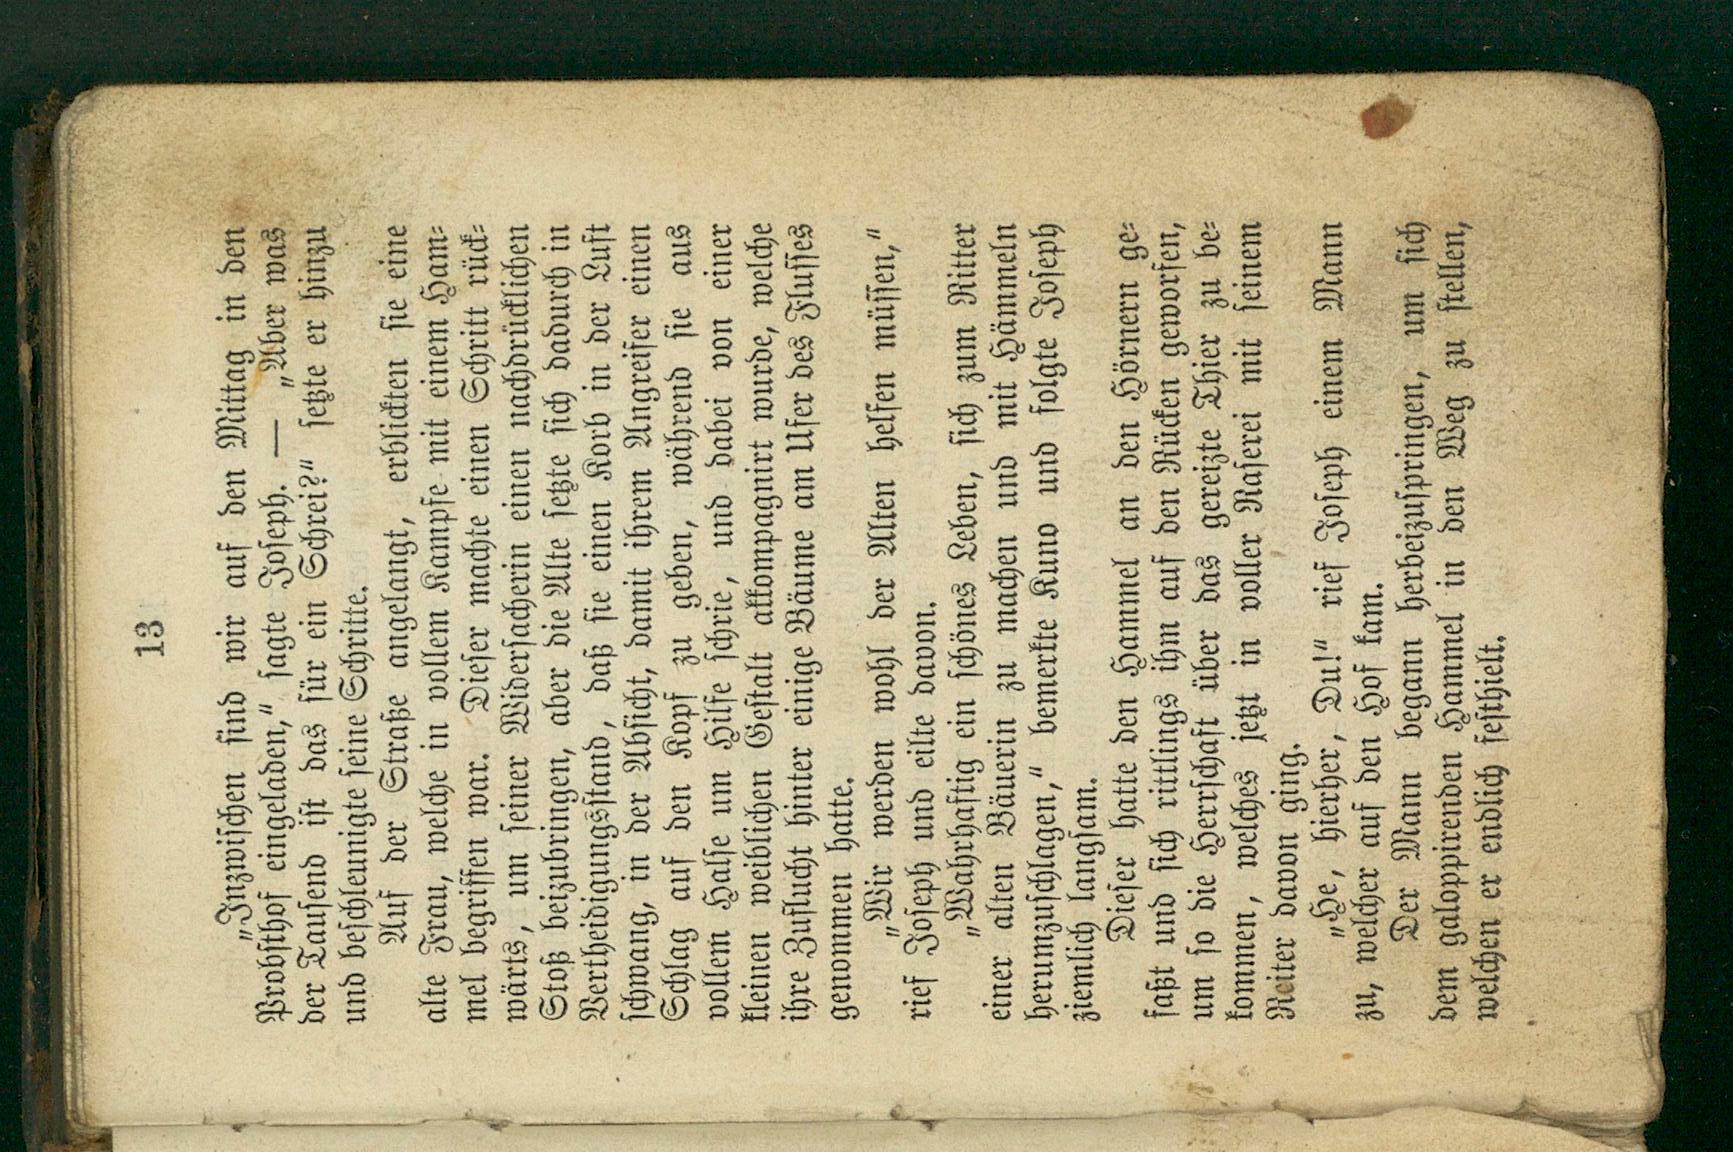 13
„Inzwiſchen ſind wir auf den Mittag in den
Probſthof eingeladen,“ ſagte Joſeph. — „Aber was
der Tauſend iſt das für ein Schrei?“ ſetzte er hinzu
und beſchleunigte ſeine Schritte.
Auf der Straße angelangt, erblickten ſie eine
alte Frau, welche in vollem Kampfe mit einem Ham⸗
mel begriffen war. Dieſer machte einen Schritt rück⸗
wärts, um ſeiner Widerſacherin einen nachdrücklichen
Stoß beizubringen, aber die Alte ſetzte ſich dadurch in
Vertheidigungsſtand, daß ſie einen Korb in der Luft
ſchwang, in der Abſicht, damit ihrem Angreifer einen
Schlag auf den Kopf zu geben, während ſie aus
vollem Halſe um Hilfe ſchrie, und dabei von einer
kleinen weiblichen Geſtalt akkompagnirt wurde, welche
ihre Zuflucht hinter einige Bäume am Ufer des Fluſſes
genommen hatte.
„Wir werden wohl der Alten helfen müſſen,“
rief Joſeph und eilte davon.
„Wahrhaftig ein ſchönes Leben, ſich zum Ritter
einer alten Bäuerin zu machen und mit Hämmeln
herumzuſchlagen,“ bemerkte Kuno und folgte Joſeph
ziemlich langſam.
Dieſer hatte den Hammel an den Hörnern ge⸗
faßt und ſich rittlings ihm auf den Rücken geworfen,
um ſo die Herrſchaft über das gereizte Thier zu be⸗
kommen, welches jetzt in voller Raſerei mit ſeinem
Reiter davon ging.
„He, hierher, Du!“ rief Joſeph einem Mann
zu, welcher auf den Hof kam.
Der Mann begann herbeizuſpringen, um ſich
dem galoppirenden Hammel in den Weg zu ſtellen,
welchen er endlich feſthielt.